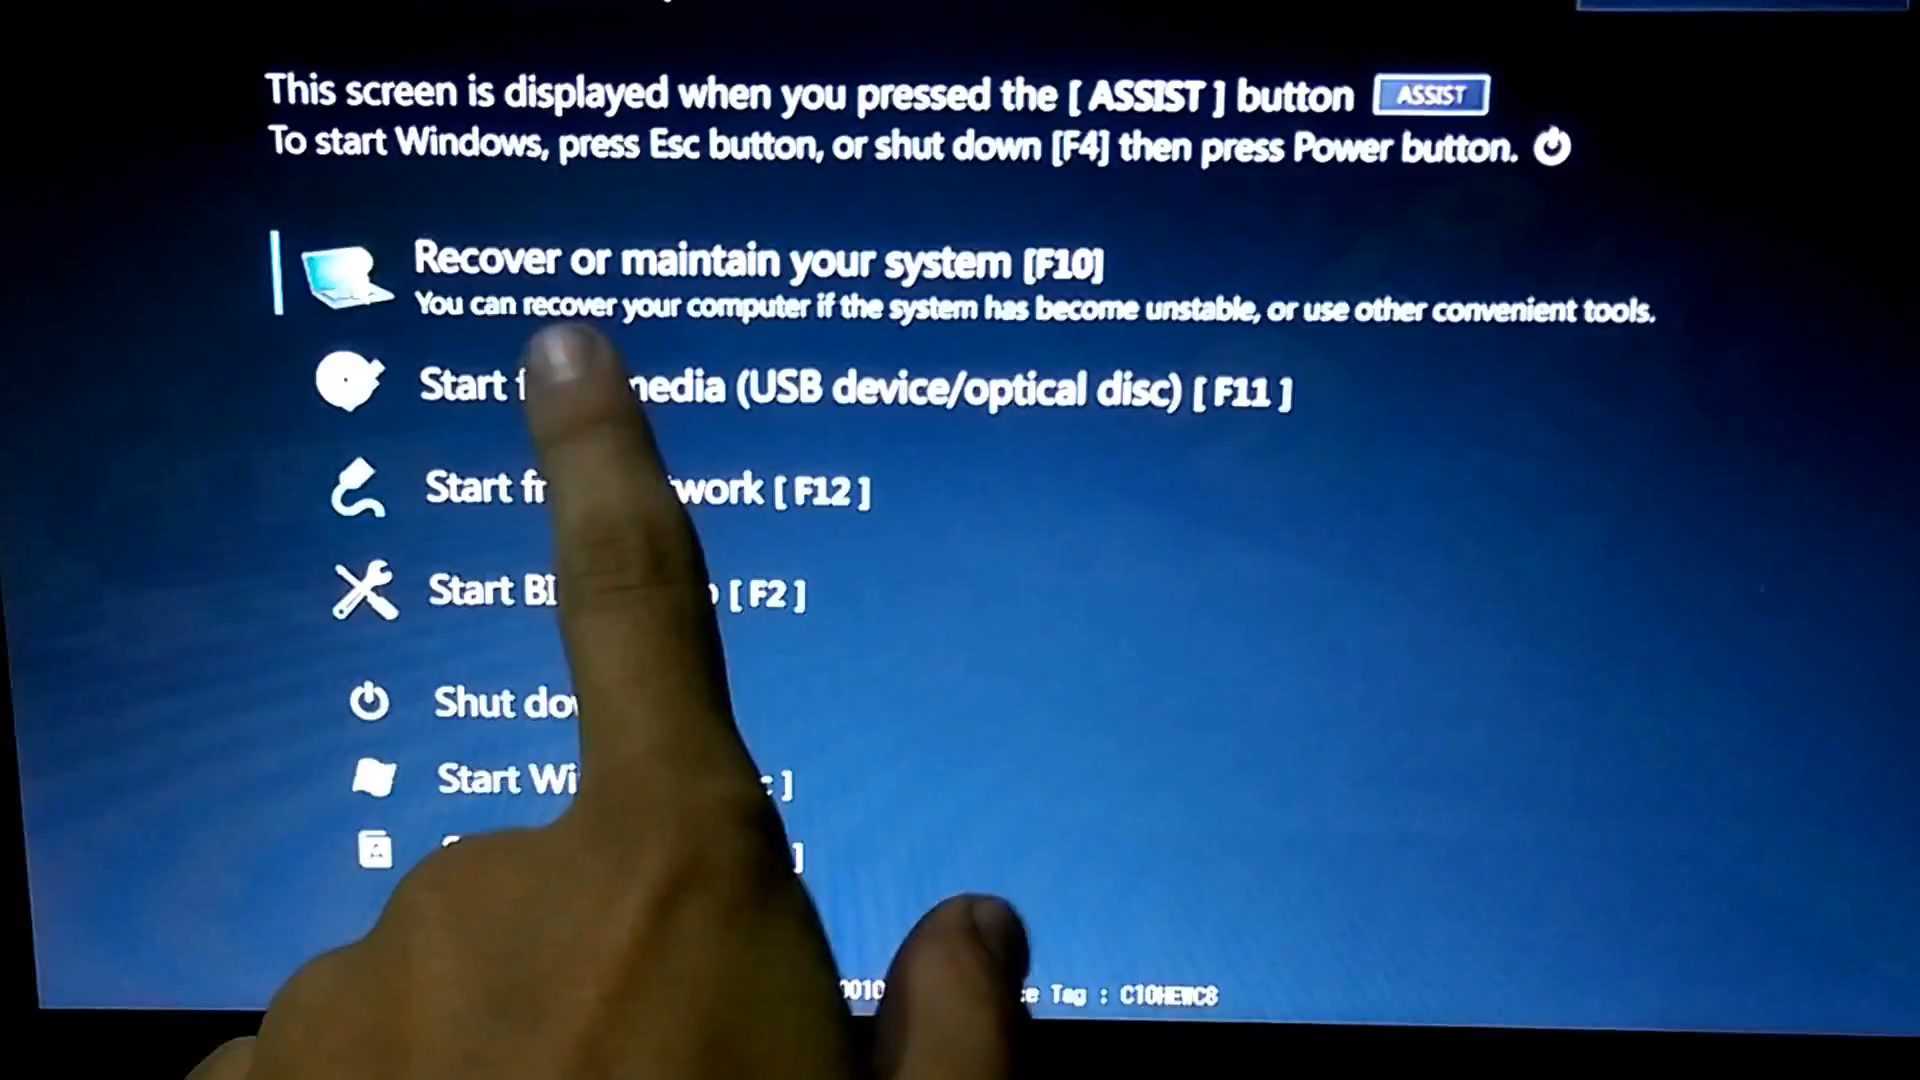 This screen is displayed when you pressed the [ ASSIST ] button ASSIST
To start Windows, press Esc button, or shut down [F4] then press Power button.
Recover or maintain your system [F10]
You can recover your computer if the system has become unstable, or use other convenient tools.
Start media (USB device/optical disc) [ F11 ]
Start [ F12 ]
Start [ F2 ]
Shut
Start
Tag : C10HEWC8